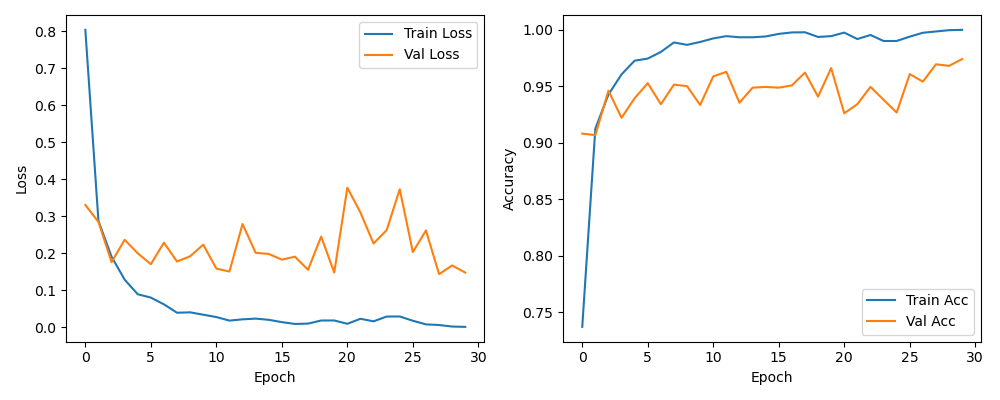 Train Loss
Val Loss
0.8
0.7
0.6
0.5
0.4
0.3
0.2
0.1
0.0
Loss
0 5 10 15 20 25 30
Epoch
1.00
0.95
0.90
0.85
0.80
0.75
Accuracy
Train Acc
Val Acc
0 5 10 15 20 25 30
Epoch